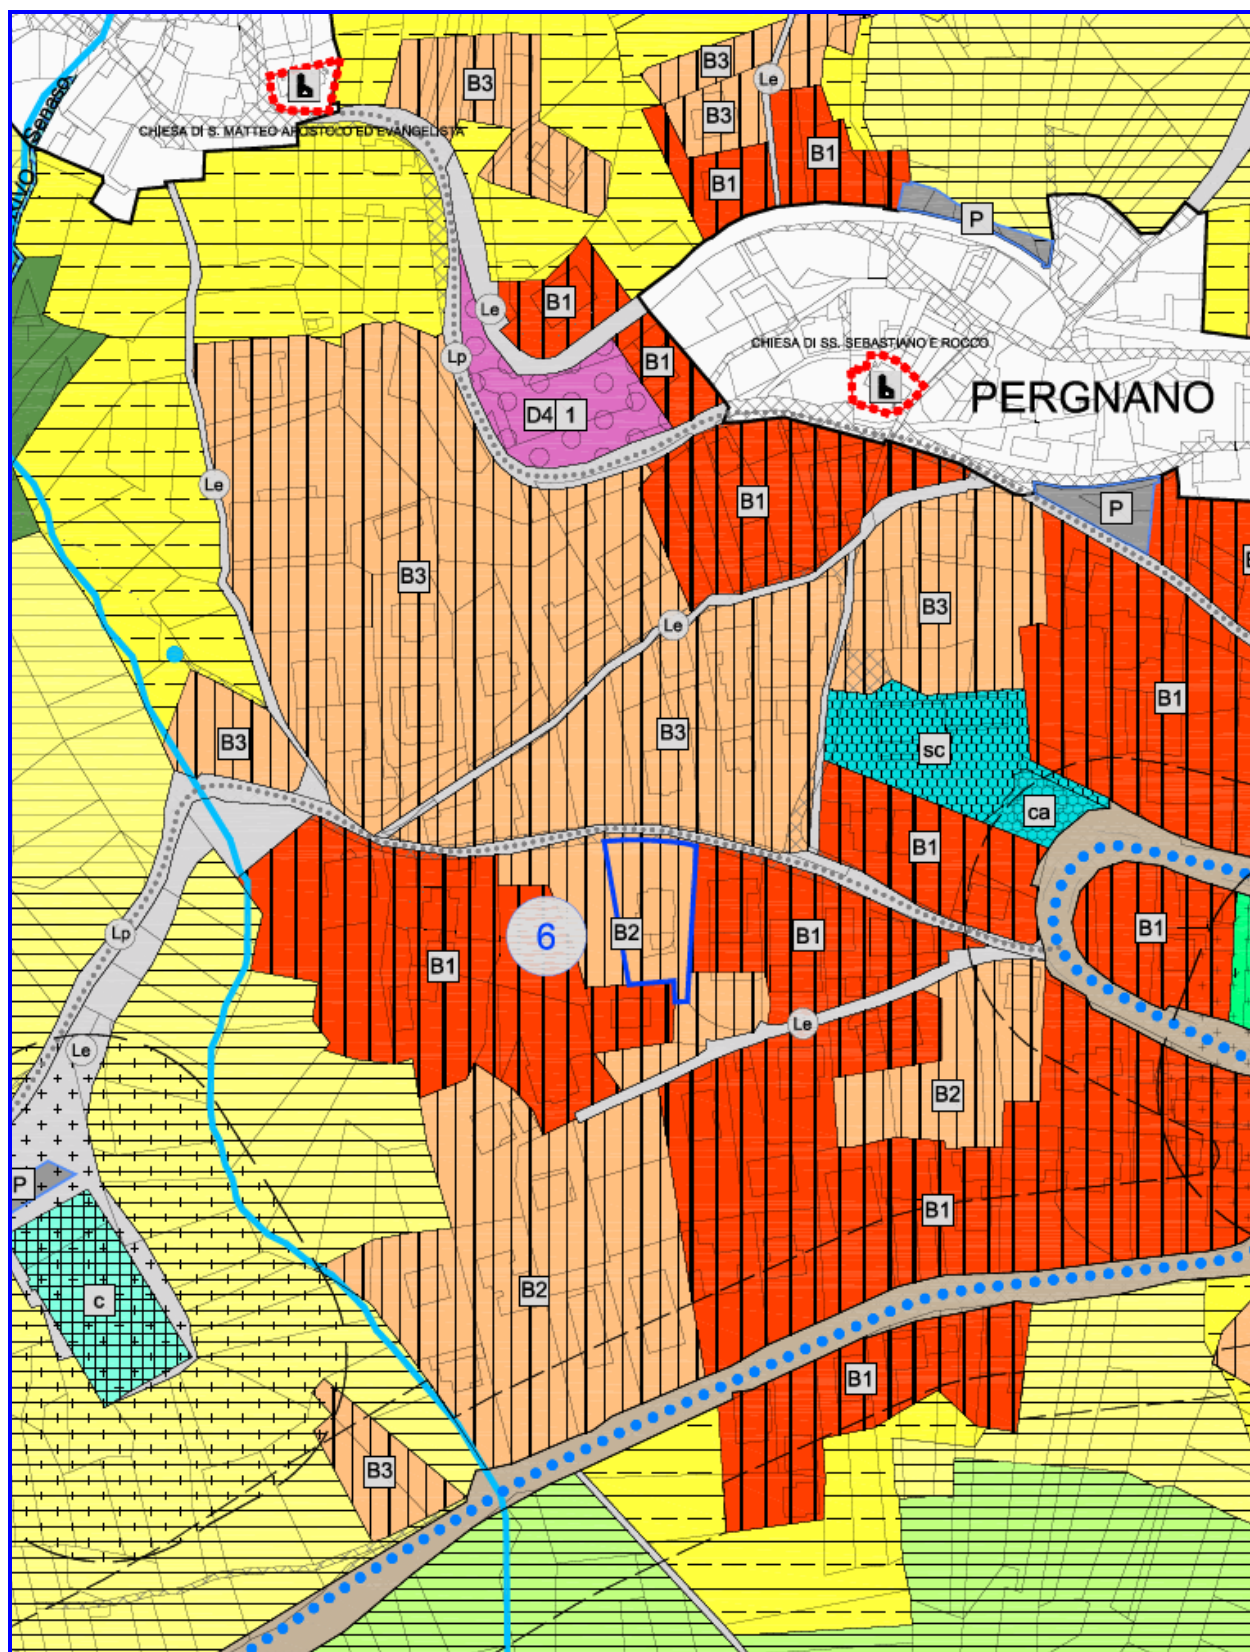 B3
B3
Le
B3
Senaso
CHIESA DI S. MATTEO APOSTOLO ED EVANGELISTA
B1
B1
RIVO
P
B1
Le
CHIESA DI SS. SEBASTIANO E ROCCO
Lp
B1
PERGNANO
D4 1
Le
B1
P
B3
B3
Le
B1
B3
B3
sc
ca
B1
Lp
6
B2
B1
B1
B1
Le
Le
B2
P
B1
c
B2
B1
B3